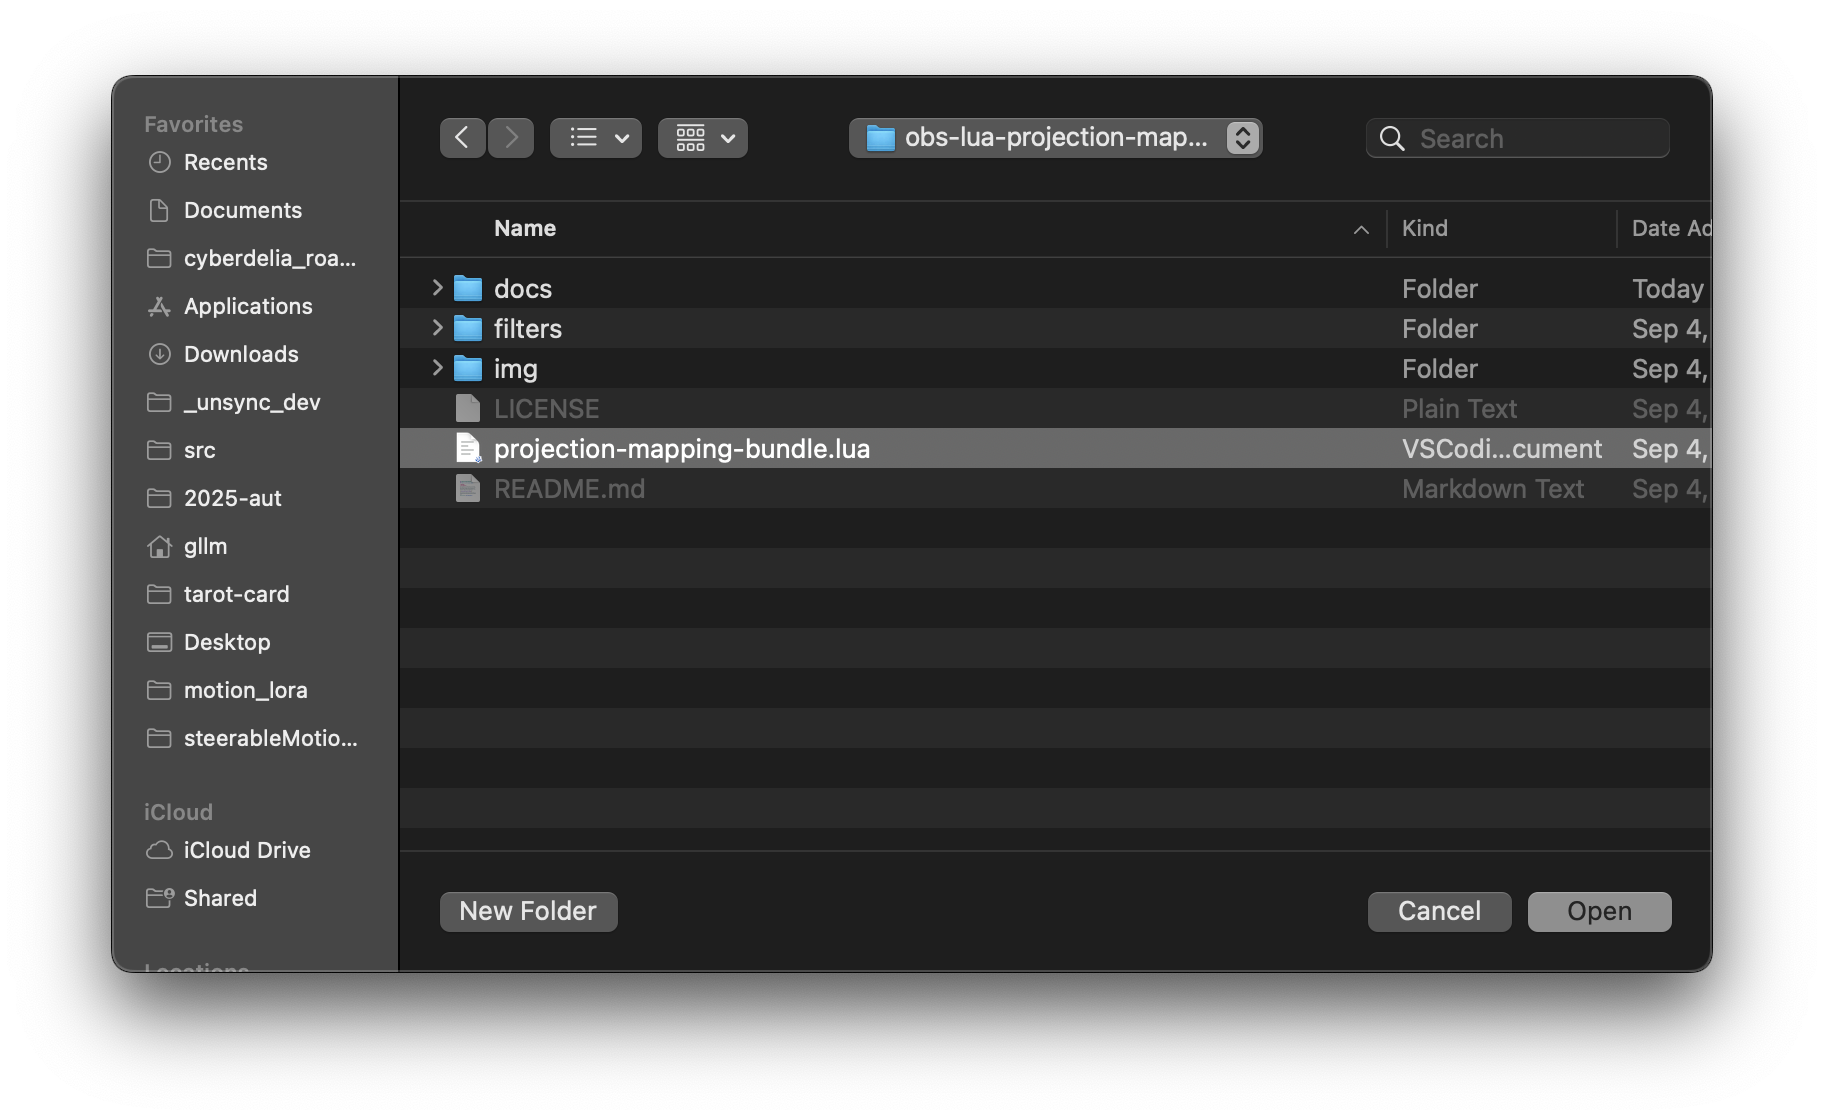 Favorites
Recents
Documents
cyberdelia_roa...
Applications
Downloads
_unsync_dev
src
2025-aut
gllm
tarot-card
Desktop
motion_lora
steerableMotio...
iCloud
iCloud Drive
Shared
Locations
obs-lua-projection-map...
Search
Name Kind Date Ad
docs Folder Today
filters Folder Sep 4,
img Folder Sep 4,
LICENSE Plain Text Sep 4,
projection-mapping-bundle.lua VSCodi...cument Sep 4,
README.md Markdown Text Sep 4,
New Folder Cancel Open